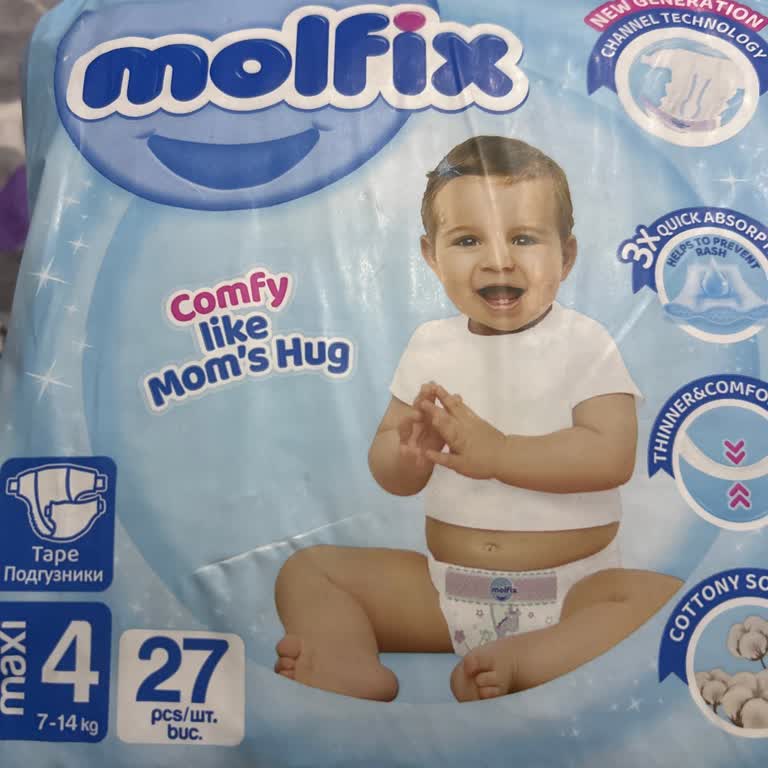 molfix
NEW GENERATION
CHANNEL TECHNOLOGY
3X QUICK ABSORP
HELPS TO PREVENT
RASH
Comfy
like
Mom's Hug
THINNER&COMFO
Tape
Подгузники
molfix
COTTONY SO
maxi
4
7-14 kg
27
pcs/шт.
buc.